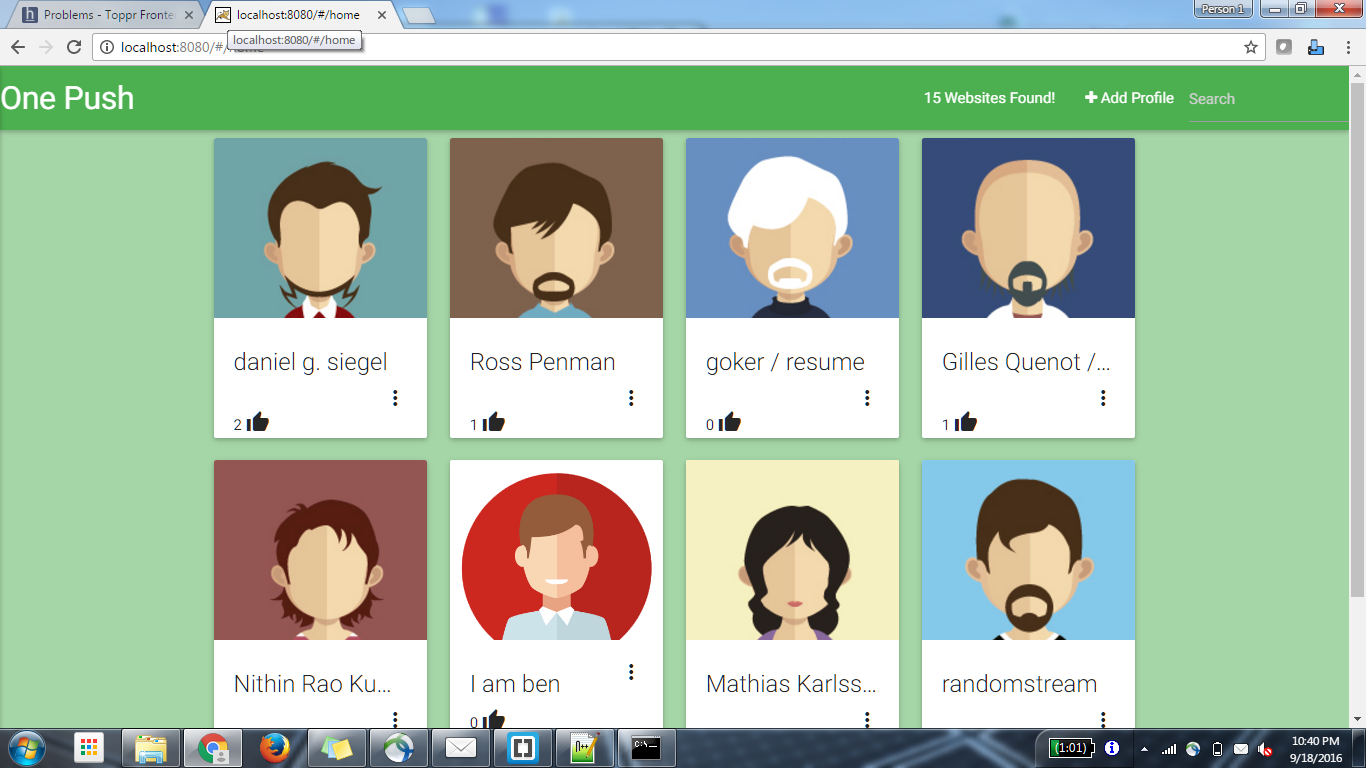 Problems - Toppr Fronte
localhost:8080/#/home
Person 1
localhost:8080/#/home
localhost:8080/#/home
One Push
15 Websites Found!
Add Profile
Search
daniel g. siegel
Ross Penman
goker / resume
Gilles Quenot /...
2
1
0
1
Nithin Rao Ku...
I am ben
Mathias Karlss...
randomstream
0
(1:01)
10:40 PM
9/18/2016